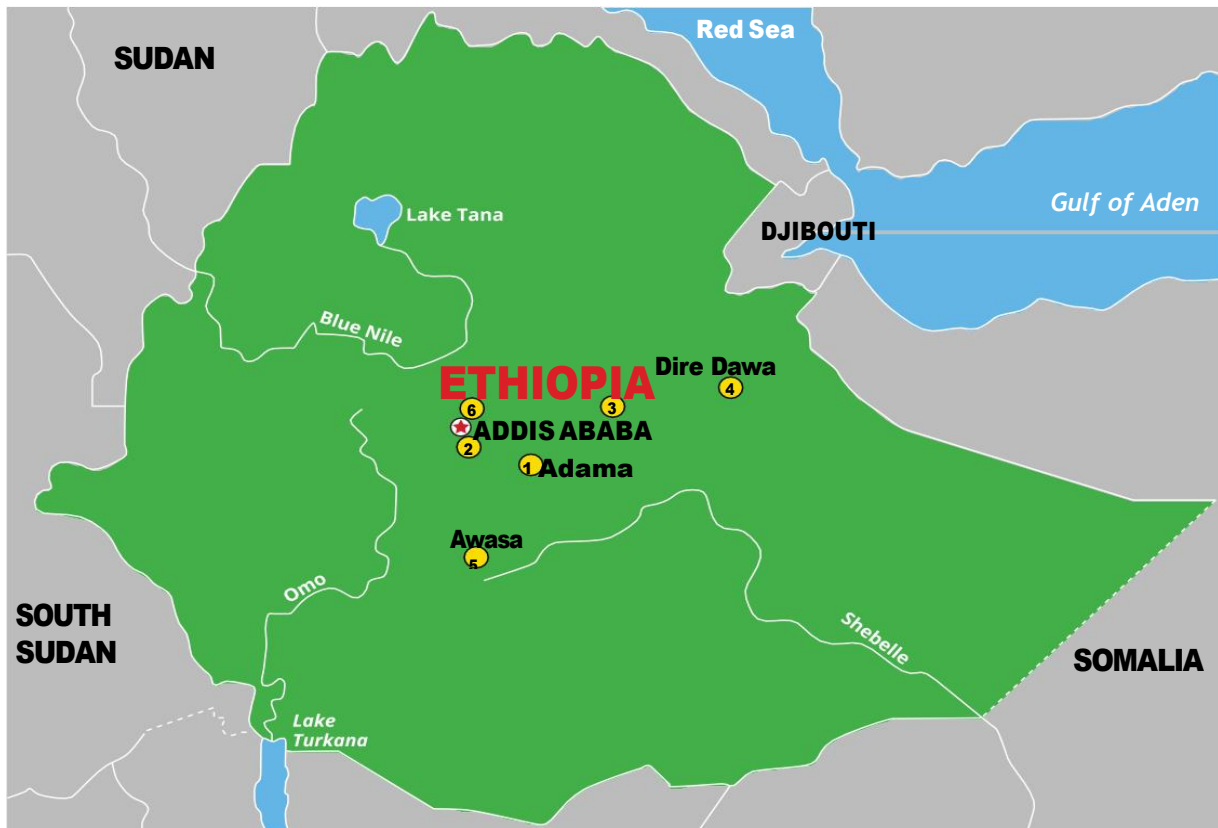 Red Sea
SUDAN
Lake Tana
Gulf of Aden
DJIBOUTI
Blue Nile
Dire Dawa
4
ETHIOPIA
3
6
ADDIS ABABA
2
1 Adama
Awasa
5
Omo
SOUTH
SUDAN
Shebelle
SOMALIA
Lake
Turkana